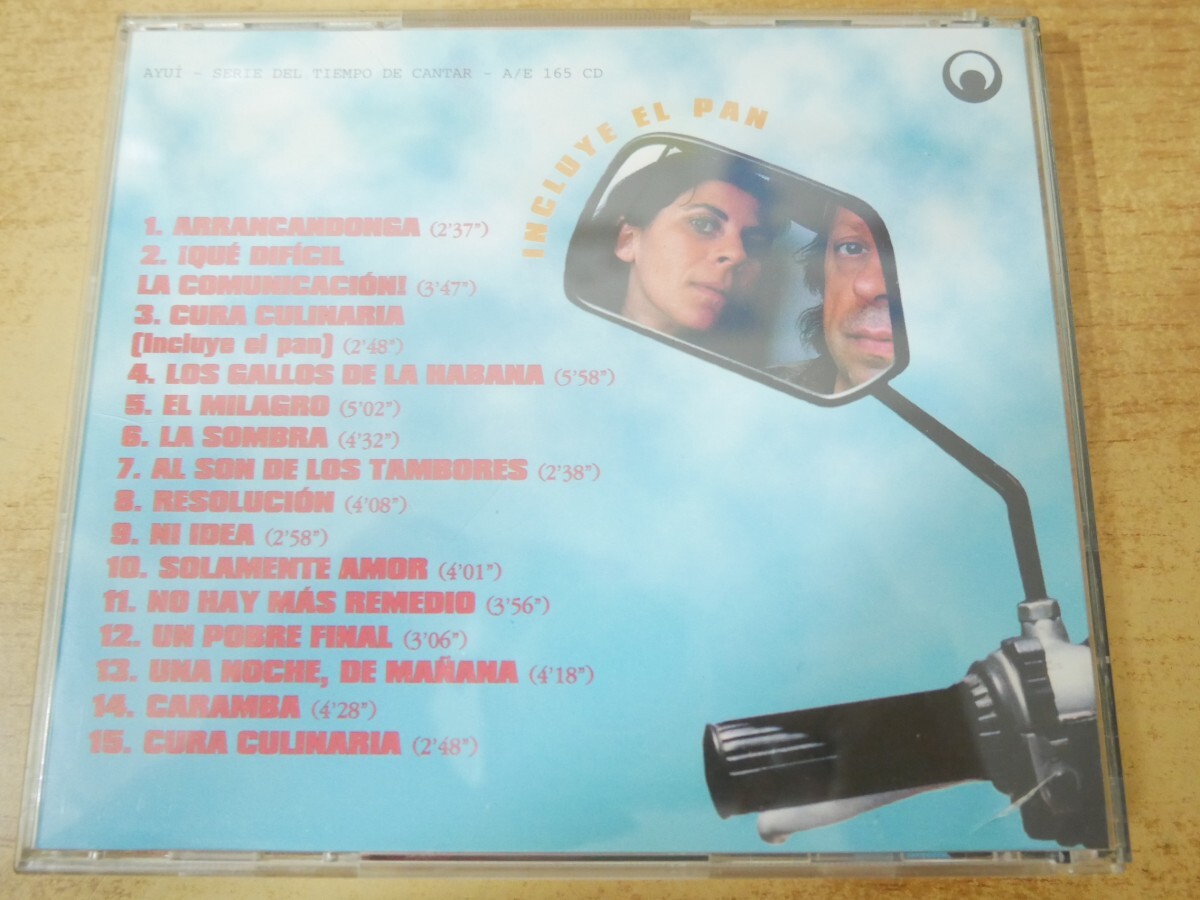 AYUÍ - SERIE DEL TIEMPO DE CANTAR - A/E 165 CD
INCLUYE EL PAN
1. ARRANCANDONGA (2'37")
2. ¡QUÉ DIFÍCIL
LA COMUNICACIÓN! (3'47")
3. CURA CULINARIA
(Incluye el pan) (2'48")
4. LOS GALLOS DE LA HABANA (5'58")
5. EL MILAGRO (5'02")
6. LA SOMBRA (4'32")
7. AL SON DE LOS TAMBORES (2'38")
8. RESOLUCIÓN (4'08")
9. NI IDEA (2'58")
10. SOLAMENTE AMOR (4'01")
11. NO HAY MÁS REMEDIO (3'56")
12. UN POBRE FINAL (3'06")
13. UNA NOCHE, DE MAÑANA (4'18")
14. CARAMBA (4'28")
15. CURA CULINARIA (2'48")